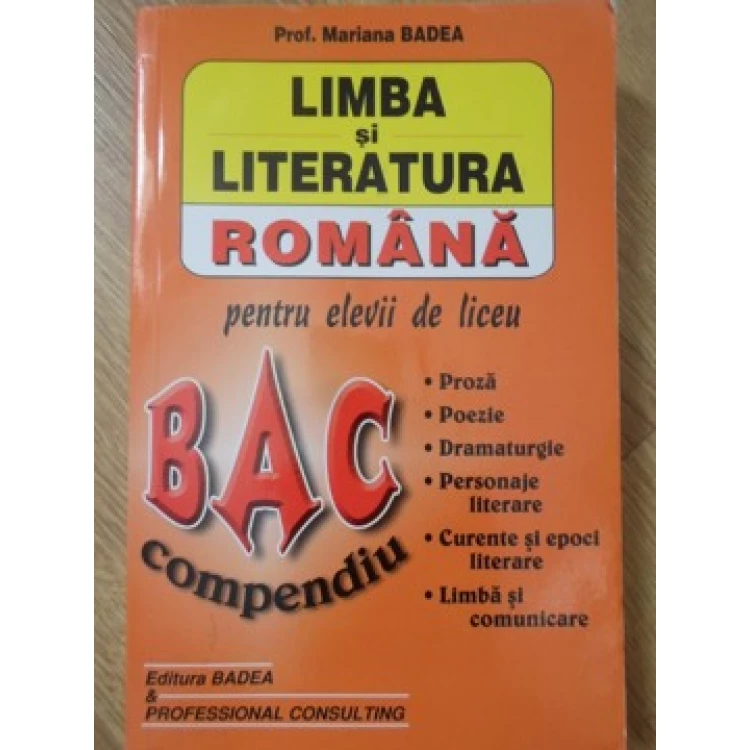 Prof. Mariana BADEA
LIMBA
și
LITERATURA
ROMÂNĂ
pentru elevii de liceu
BAC
compendiu
• Proză
• Poezie
• Dramaturgie
• Personaje
literare
• Curente și epoci
literare
• Limbă și
comunicare
Editura BADEA
&
PROFESSIONAL CONSULTING